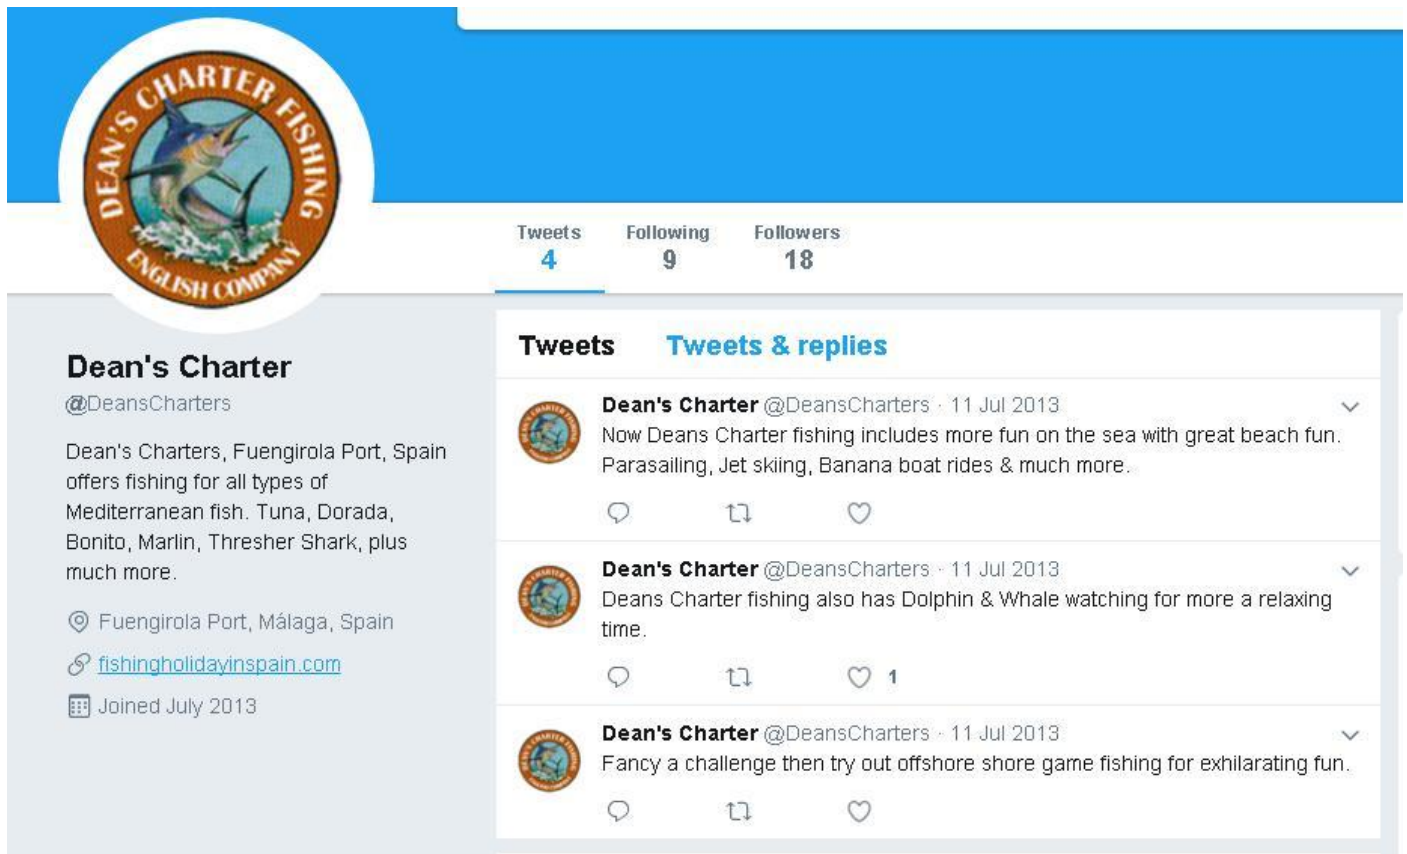 DEAN'S CHARTER FISHING
ENGLISH COMPANY
Tweets
4
Following
9
Followers
18
Dean's Charter
@DeansCharters
Dean's Charters, Fuengirola Port, Spain
offers fishing for all types of
Mediterranean fish. Tuna, Dorada,
Bonito, Marlin, Thresher Shark, plus
much more.
Fuengirola Port, Málaga, Spain
fishingholidayinspain.com
Joined July 2013
Tweets Tweets & replies
Dean's Charter @DeansCharters · 11 Jul 2013
Now Deans Charter fishing includes more fun on the sea with great beach fun.
Parasailing, Jet skiing, Banana boat rides & much more.
Dean's Charter @DeansCharters · 11 Jul 2013
Deans Charter fishing also has Dolphin & Whale watching for more a relaxing
time.
1
Dean's Charter @DeansCharters · 11 Jul 2013
Fancy a challenge then try out offshore shore game fishing for exhilarating fun.